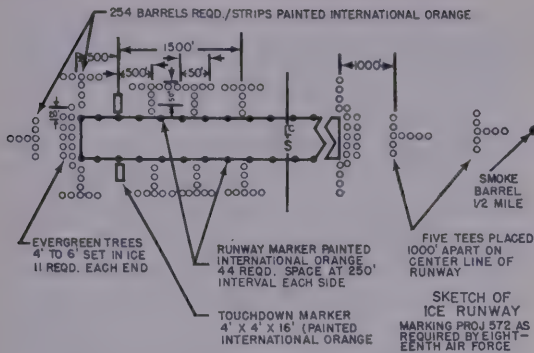 254 BARRELS REQD./STRIPS PAINTED INTERNATIONAL ORANGE
500
1500'
500'
50'
1000'
C
L
S
EVERGREEN TREES
4' TO 6' SET IN ICE
11 REQD. EACH END
RUNWAY MARKER PAINTED
INTERNATIONAL ORANGE
44 REQD. SPACE AT 250'
INTERVAL EACH SIDE
TOUCHDOWN MARKER
4' X 4' X 16' (PAINTED
INTERNATIONAL ORANGE
SMOKE
BARREL
1/2 MILE
FIVE TEES PLACED
1000' APART ON
CENTER LINE OF
RUNWAY
SKETCH OF
ICE RUNWAY
MARKING PROJ 572 AS
REQUIRED BY EIGHT-
EENTH AIR FORCE